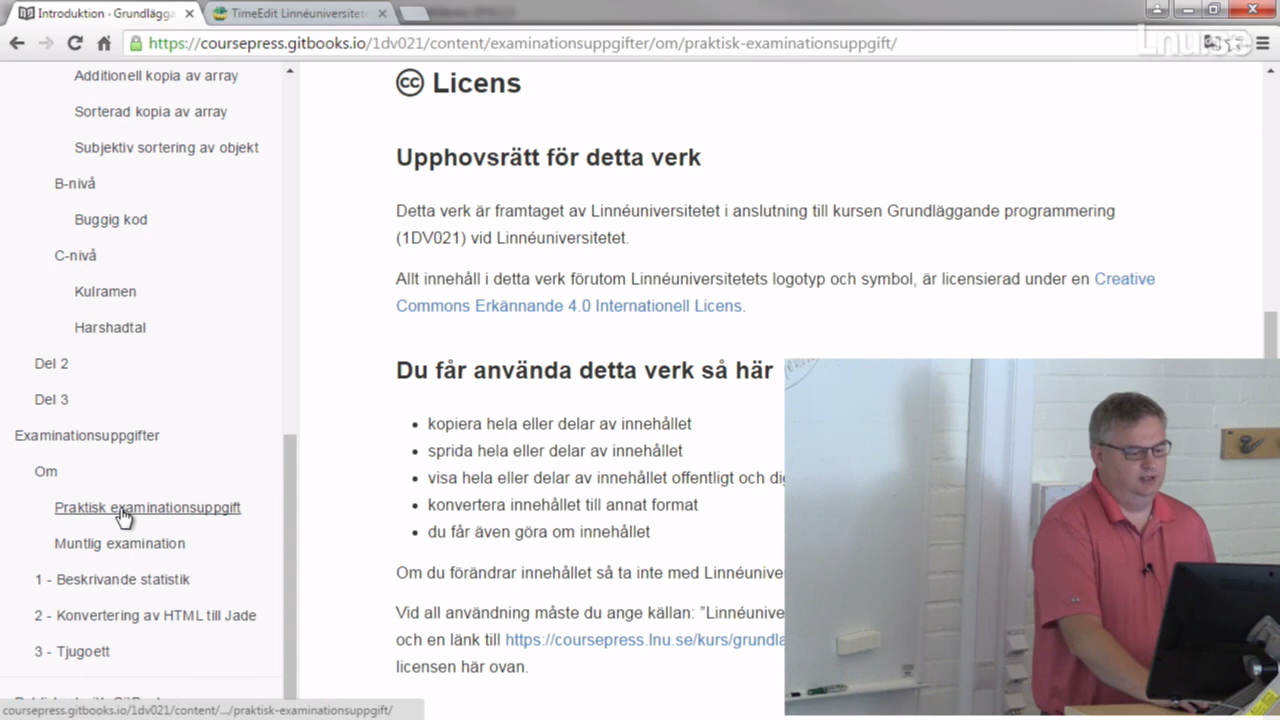 Introduktion · Grundlägg
TimeEdit Linnéuniversitet
https://coursepress.gitbooks.io/1dv021/content/examinationsuppgifter/om/praktisk-examinationsuppgift/
Lnu.se
Additionell kopia av array
Sorterad kopia av array
Subjektiv sortering av objekt
B-nivå
Buggig kod
C-nivå
Kulramen
Harshadtal
Del 2
Del 3
Examinationsuppgifter
Om
Praktisk examinationsuppgift
Muntlig examination
1 - Beskrivande statistik
2 - Konvertering av HTML till Jade
3 - Tjugoett
coursepress.gitbooks.io/1dv021/content/.../praktisk-examinationsuppgift/
cc Licens
Upphovsrätt för detta verk
Detta verk är framtaget av Linnéuniversitetet i anslutning till kursen Grundläggande programmering
(1DV021) vid Linnéuniversitetet.
Allt innehåll i detta verk förutom Linnéuniversitetets logotyp och symbol, är licensierad under en Creative
Commons Erkännande 4.0 Internationell Licens.
Du får använda detta verk så här
• kopiera hela eller delar av innehållet
• sprida hela eller delar av innehållet
• visa hela eller delar av innehållet offentligt och di
• konvertera innehållet till annat format
• du får även göra om innehållet
Om du förändrar innehållet så ta inte med Linnéunive
Vid all användning måste du ange källan: ”Linnéunive
och en länk till https://coursepress.lnu.se/kurs/grundla
licensen här ovan.